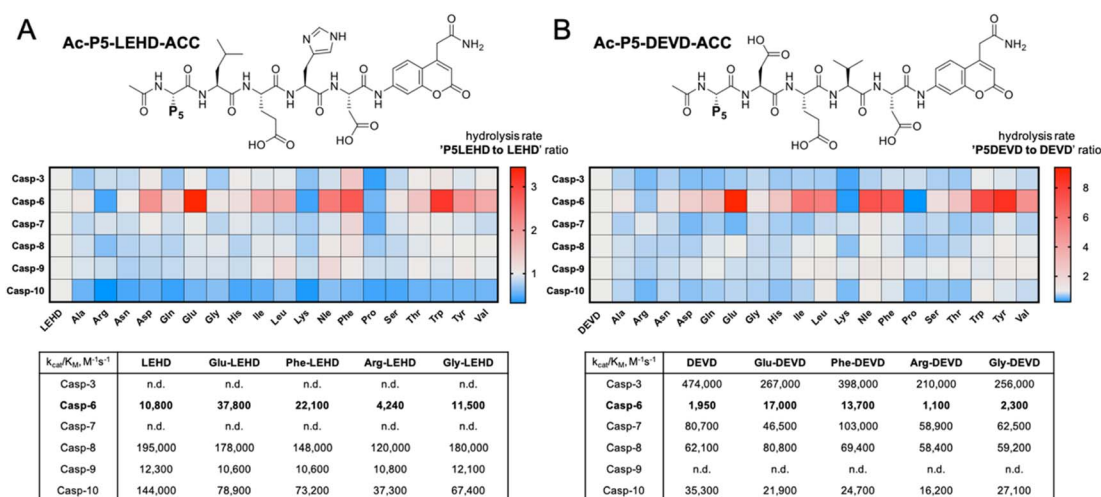 A
Ac-P5-LEHD-ACC
hydrolysis rate
'P5LEHD to LEHD' ratio
Casp-3
Casp-6
Casp-7
Casp-8
Casp-9
Casp-10
3
2
1
LEHD Ala Arg Asn Asp Gln Glu Gly His Ile Leu Lys Nle Phe Pro Ser Thr Trp Tyr Val
kcat/KM, M-1s-1 LEHD Glu-LEHD Phe-LEHD Arg-LEHD Gly-LEHD
Casp-3 n.d. n.d. n.d. n.d. n.d.
Casp-6 10,800 37,800 22,100 4,240 11,500
Casp-7 n.d. n.d. n.d. n.d. n.d.
Casp-8 195,000 178,000 148,000 120,000 180,000
Casp-9 12,300 10,600 10,600 10,800 12,100
Casp-10 144,000 78,900 73,200 37,300 67,400
O
N
H
P5
NH
HO
NH2
B
Ac-P5-DEVD-ACC
hydrolysis rate
'P5DEVD to DEVD' ratio
Casp-3
Casp-6
Casp-7
Casp-8
Casp-9
Casp-10
8
6
4
2
DEVD Ala Arg Asn Asp Gln Glu Gly His Ile Leu Lys Nle Phe Pro Ser Thr Trp Tyr Val
kcat/KM, M-1s-1 DEVD Glu-DEVD Phe-DEVD Arg-DEVD Gly-DEVD
Casp-3 474,000 267,000 398,000 210,000 256,000
Casp-6 1,950 17,000 13,700 1,100 2,300
Casp-7 80,700 46,500 103,000 58,900 62,500
Casp-8 62,100 80,800 69,400 58,400 59,200
Casp-9 n.d. n.d. n.d. n.d. n.d.
Casp-10 35,300 21,900 24,700 16,200 27,100
O
N
H
P5
HO
NH2